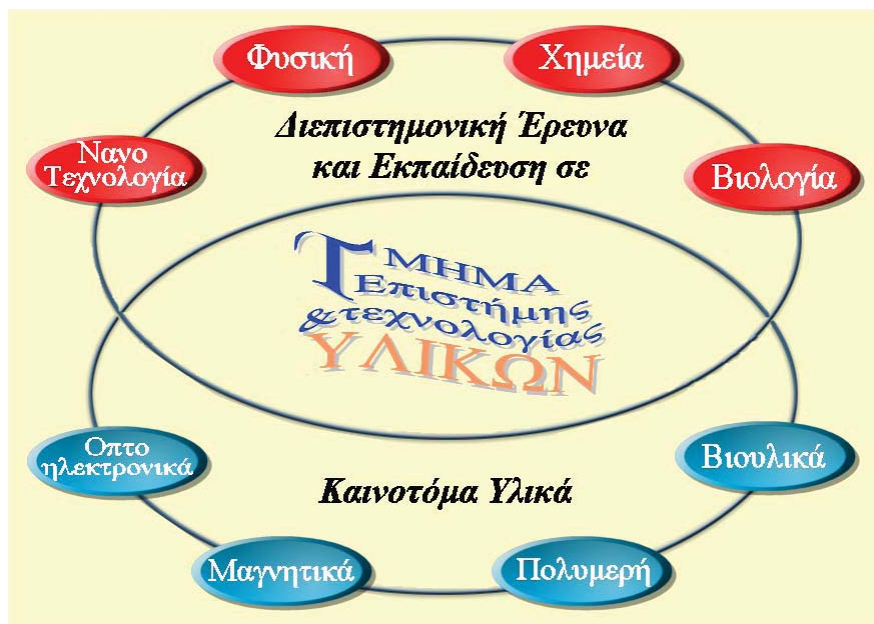 Φυσική
Χημεία
Διεπιστημονική Έρευνα
και Εκπαίδευση σε
Νανο
Τεχνολογία
Βιολογία
ΤΜΗΜΑ
Επιστήμης
&τεχνολογίας
ΥΛΙΚΩΝ
Οπτο
ηλεκτρονικά
Βιουλικά
Καινοτόμα Υλικά
Μαγνητικά
Πολυμερή